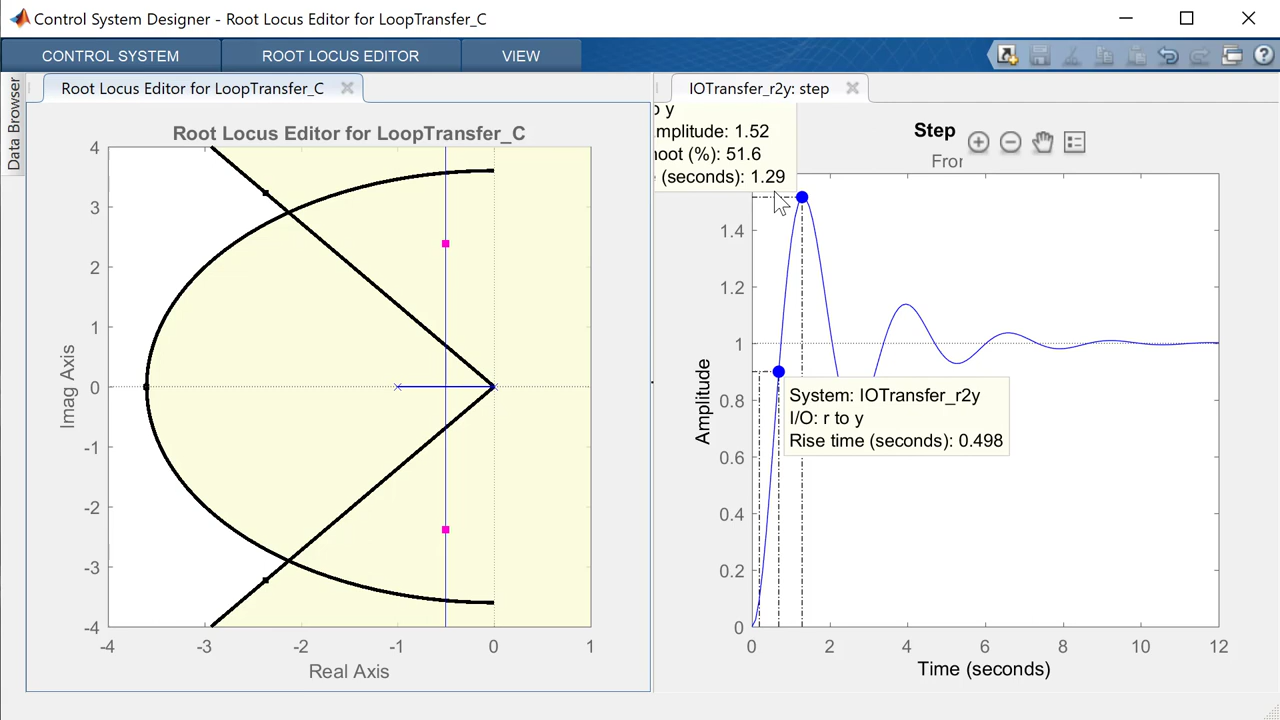 Control System Designer - Root Locus Editor for LoopTransfer_C
CONTROL SYSTEM
ROOT LOCUS EDITOR
VIEW
Data Browser
Root Locus Editor for LoopTransfer_C
Root Locus Editor for LoopTransfer_C
4
3
2
1
0
-1
-2
-3
-4
Imag Axis
-4
-3
-2
-1
0
1
Real Axis
IOTransfer_r2y: step
o y
mplitude: 1.52
hoot (%): 51.6
(seconds): 1.29
Step
From
1.4
1.2
1
0.8
0.6
0.4
0.2
0
Amplitude
System: IOTransfer_r2y
I/O: r to y
Rise time (seconds): 0.498
0
2
4
6
8
10
12
Time (seconds)